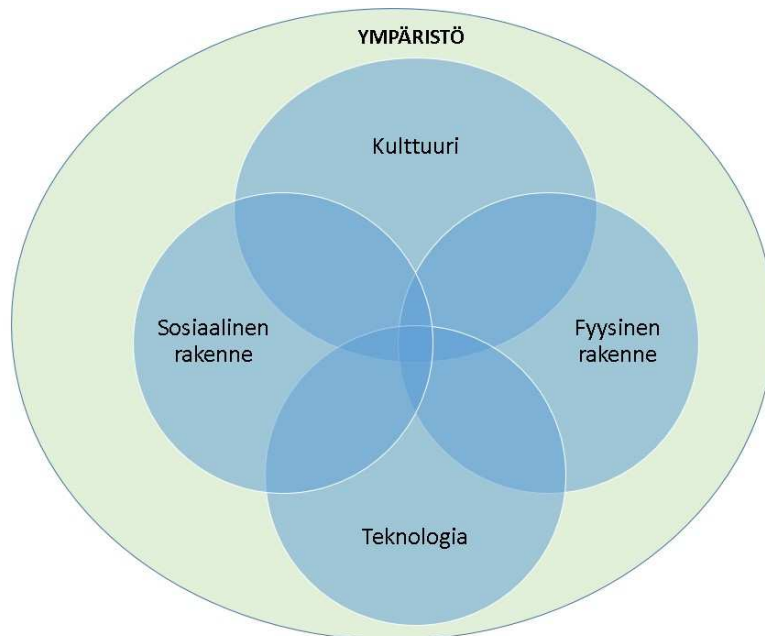 YMPÄRISTÖ
Kulttuuri
Sosiaalinen
rakenne
Fyysinen
rakenne
Teknologia